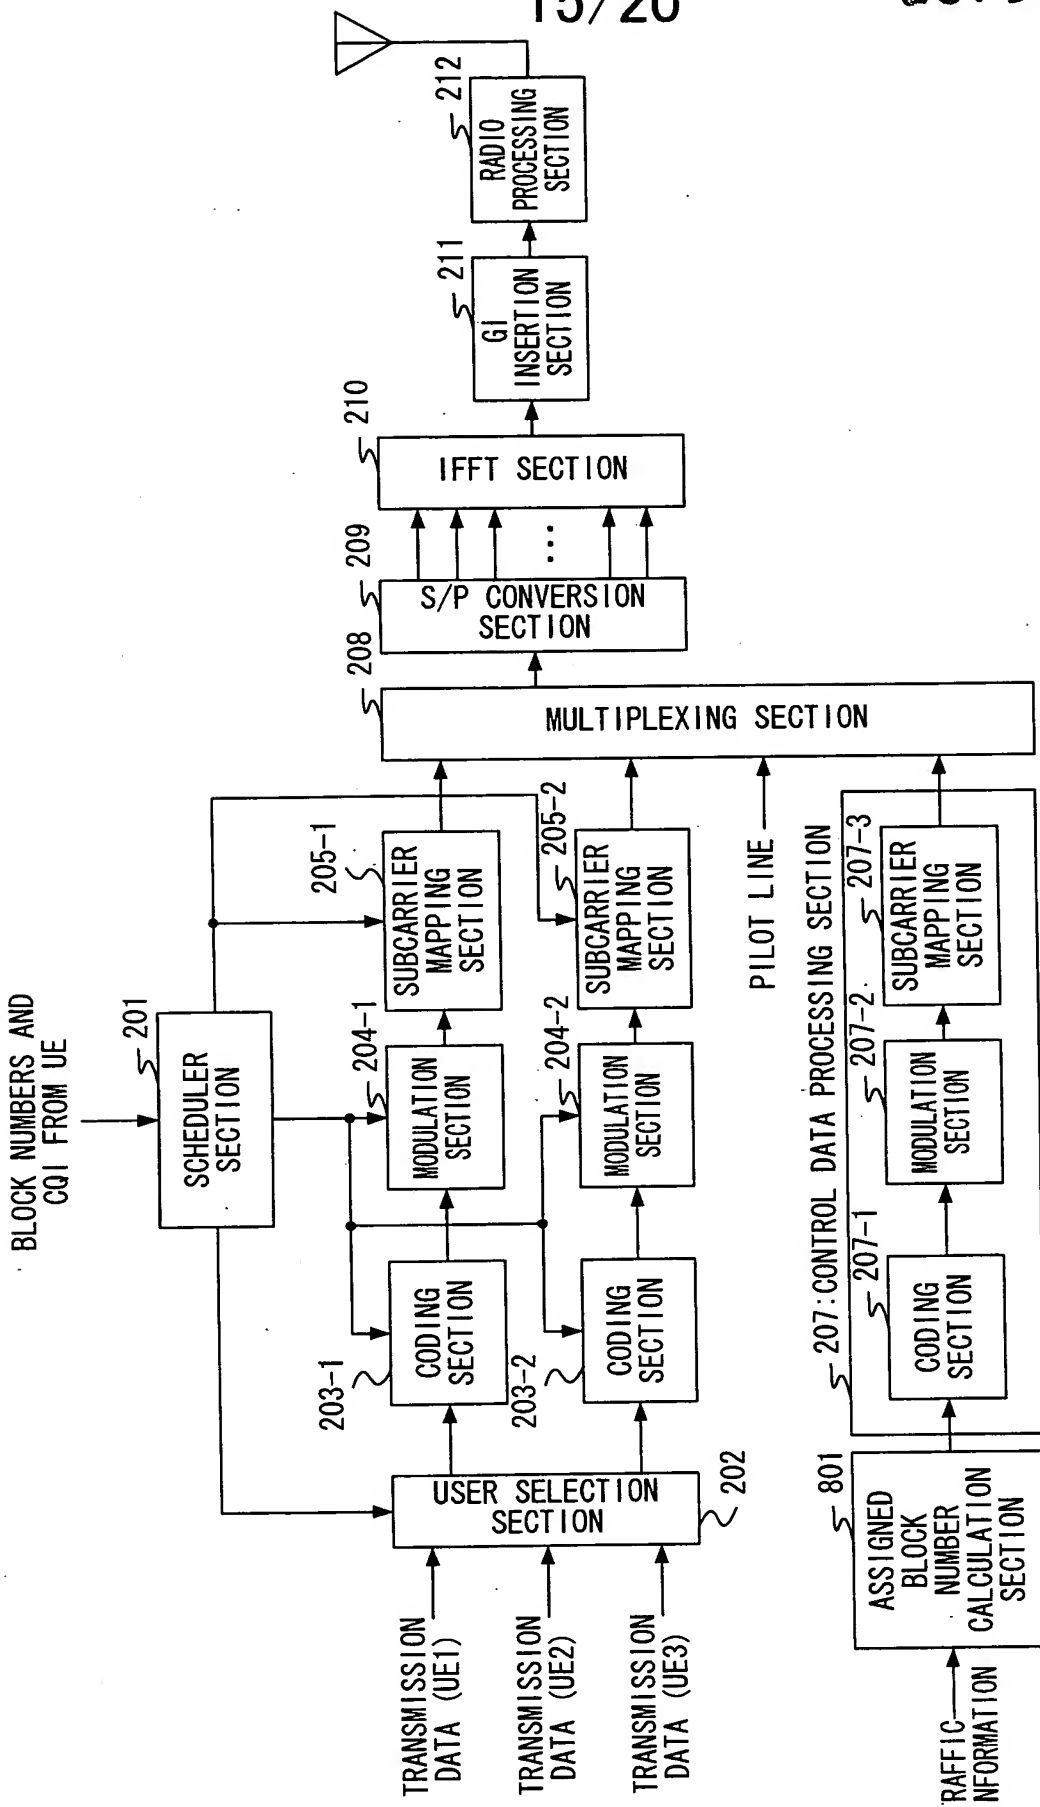 15/20
BLOCK NUMBERS AND
CQI FROM UE
201
SCHEDULER
SECTION
TRANSMISSION
DATA (UE1)
TRANSMISSION
DATA (UE2)
TRANSMISSION
DATA (UE3)
USER SELECTION
SECTION
202
203-1
CODING
SECTION
204-1
MODULATION
SECTION
205-1
SUBCARRIER
MAPPING
SECTION
203-2
CODING
SECTION
204-2
MODULATION
SECTION
205-2
SUBCARRIER
MAPPING
SECTION
PILOT LINE
TRAFFIC
NFORMATION
801
ASSIGNED
BLOCK
NUMBER
CALCULATION
SECTION
207:CONTROL DATA PROCESSING SECTION
207-1
CODING
SECTION
207-2
MODULATION
SECTION
207-3
SUBCARRIER
MAPPING
SECTION
208
MULTIPLEXING SECTION
209
S/P CONVERSION
SECTION
...
210
IFFT SECTION
211
GI
INSERTION
SECTION
212
RADIO
PROCESSING
SECTION